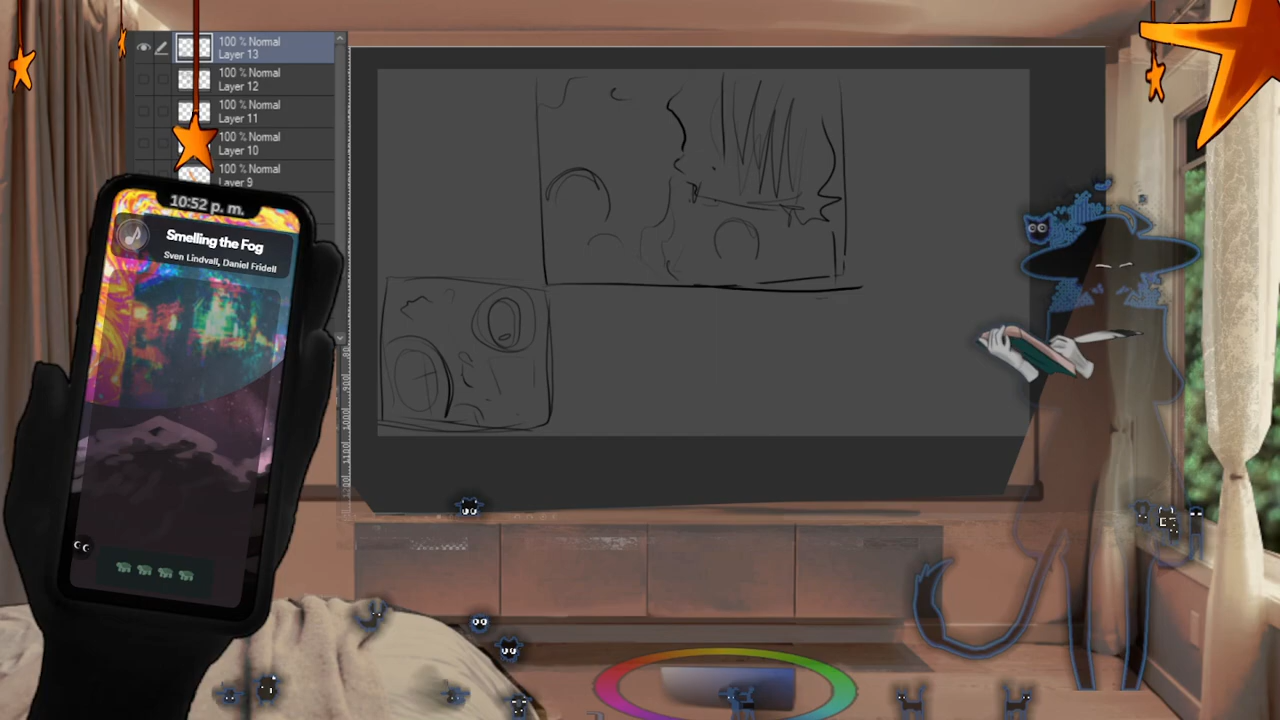 100 % Normal
Layer 13
100 % Normal
Layer 12
100 % Normal
Layer 11
100 % Normal
Layer 10
100 % Normal
Layer 9
10:52 p. m.
Smelling the Fog
Sven Lindvall, Daniel Fridell